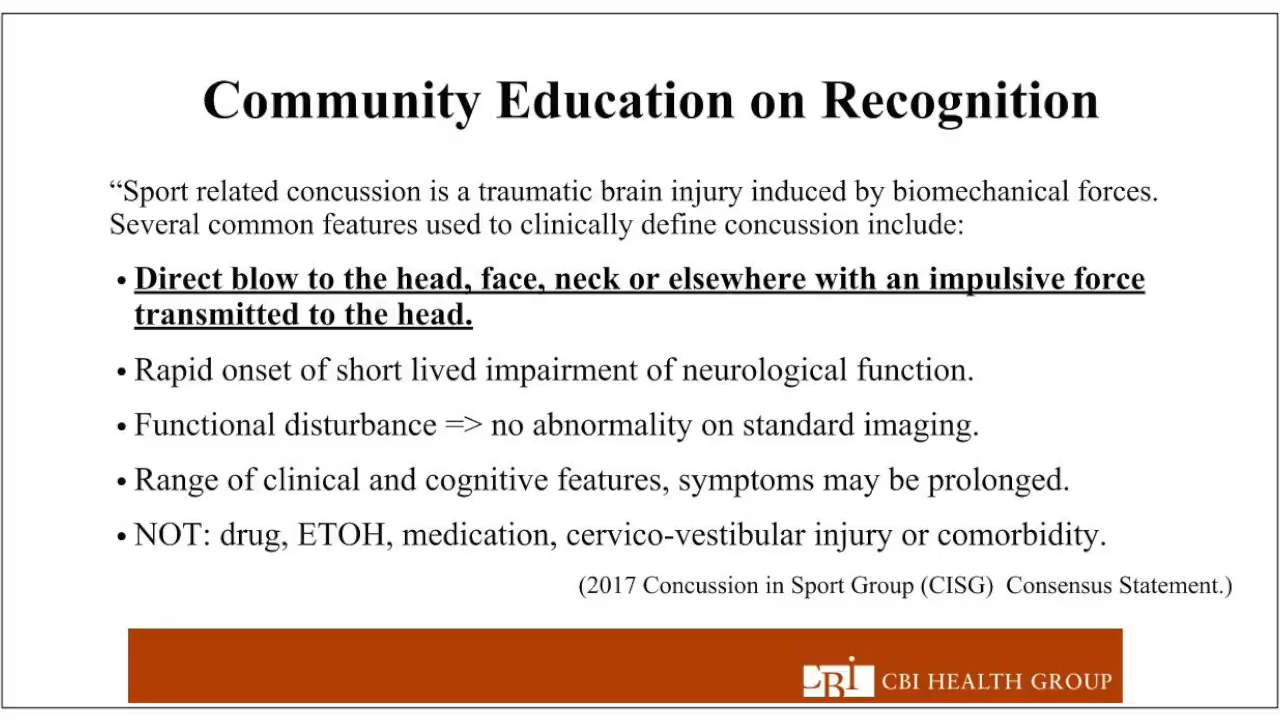 Community Education on Recognition
“Sport related concussion is a traumatic brain injury induced by biomechanical forces.
Several common features used to clinically define concussion include:
• Direct blow to the head, face, neck or elsewhere with an impulsive force
transmitted to the head.
• Rapid onset of short lived impairment of neurological function.
• Functional disturbance => no abnormality on standard imaging.
• Range of clinical and cognitive features, symptoms may be prolonged.
• NOT: drug, ETOH, medication, cervico-vestibular injury or comorbidity.
(2017 Concussion in Sport Group (CISG) Consensus Statement.)
CBI CBI HEALTH GROUP